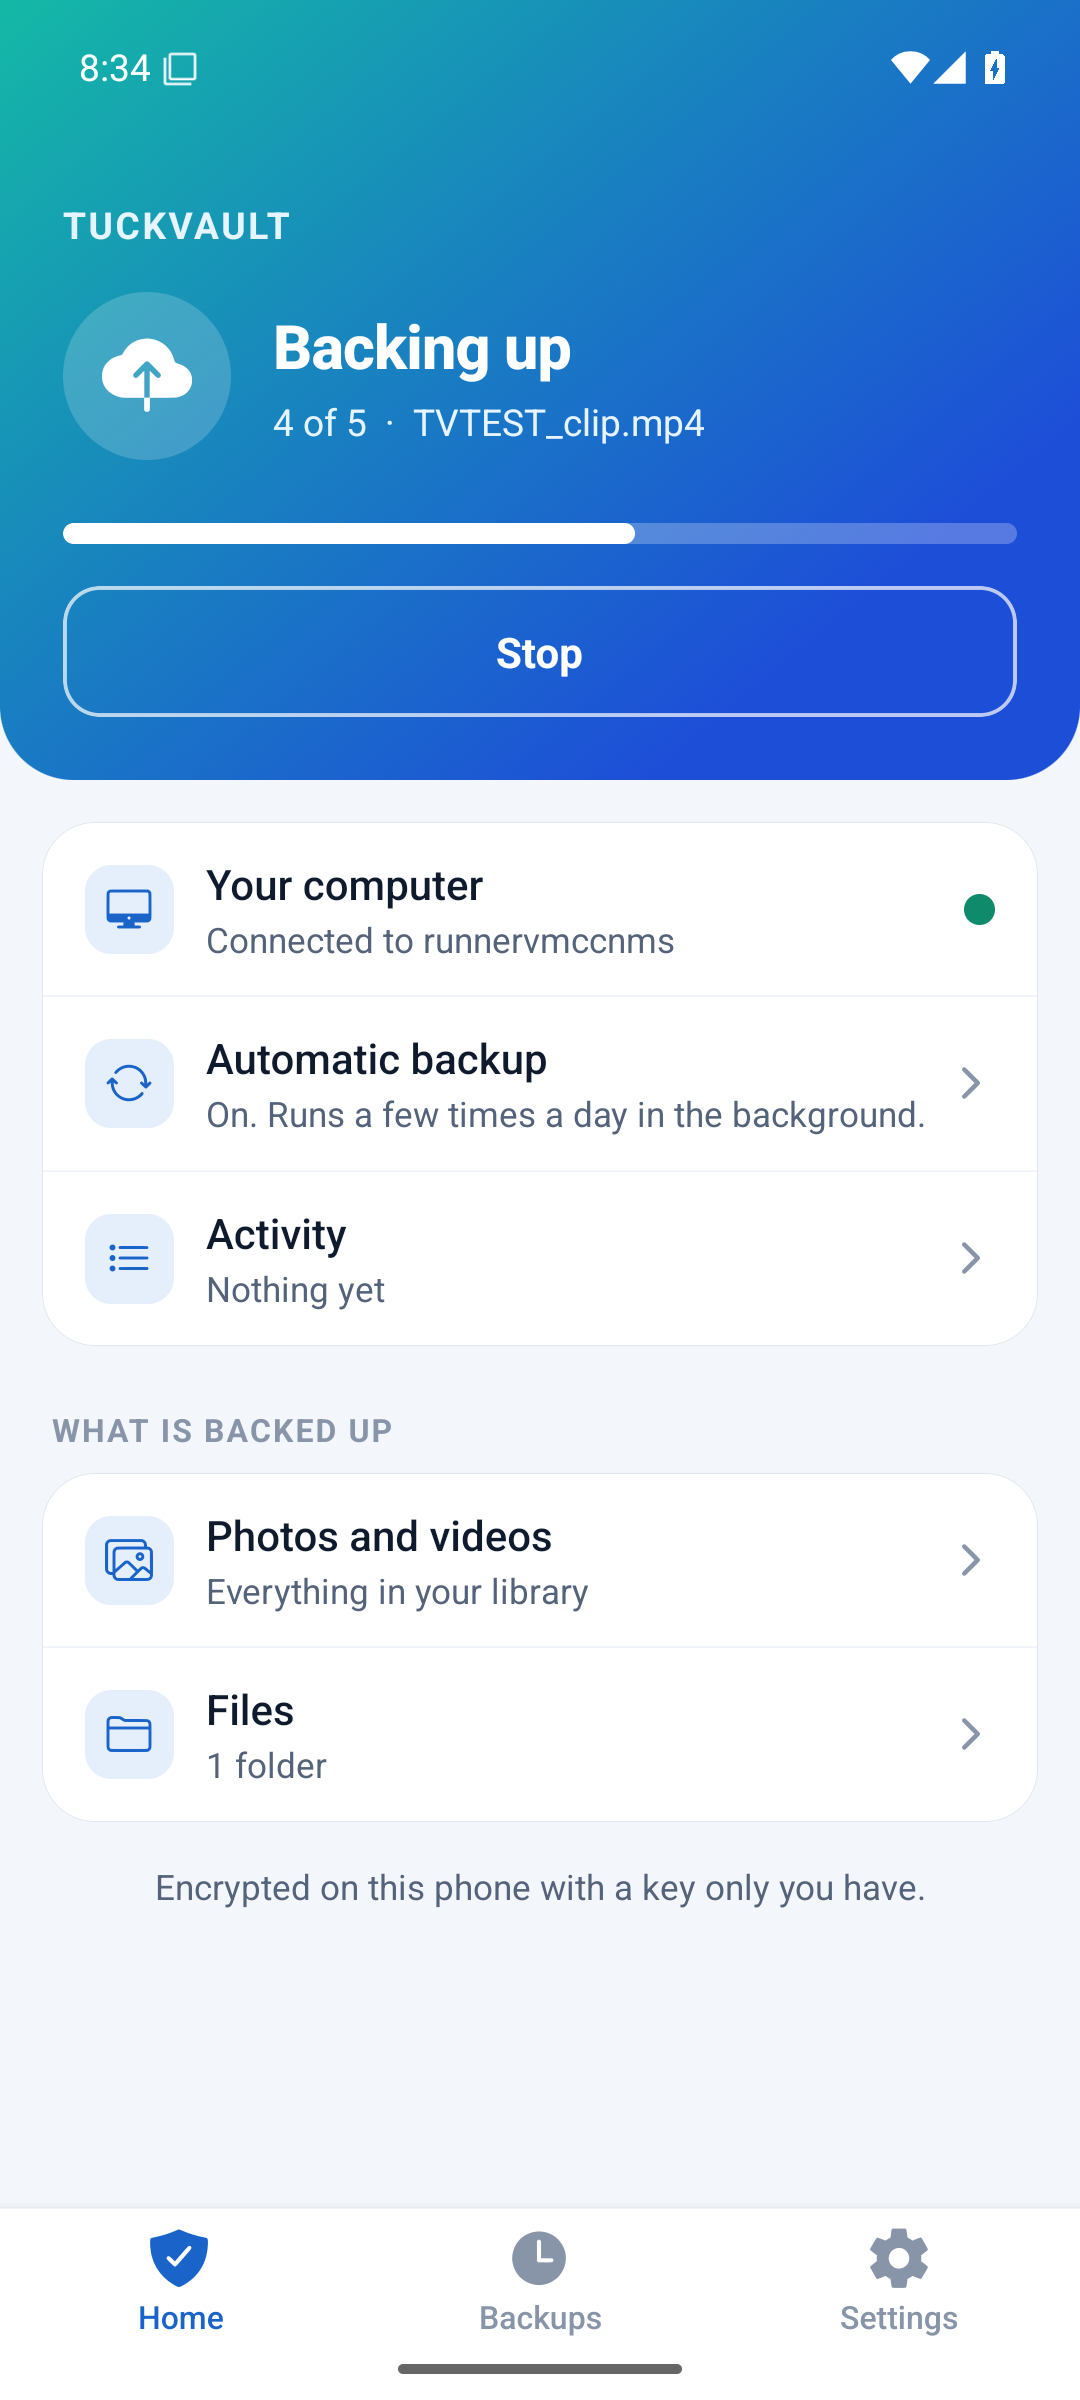 8:34
TUCKVAULT
Backing up
4 of 5 · TVTEST_clip.mp4
Stop
Your computer
Connected to runnervmccnms
Automatic backup
On. Runs a few times a day in the background.
Activity
Nothing yet
WHAT IS BACKED UP
Photos and videos
Everything in your library
Files
1 folder
Encrypted on this phone with a key only you have.
Home
Backups
Settings